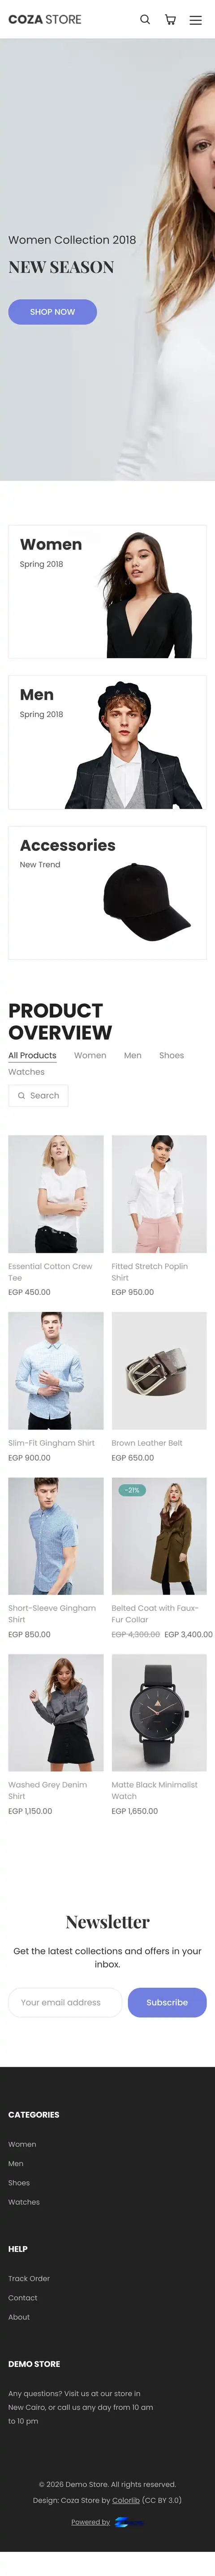 COZA STORE
Women Collection 2018
NEW SEASON
SHOP NOW
Women
Spring 2018
Men
Spring 2018
Accessories
New Trend
PRODUCT
OVERVIEW
All Products Women Men Shoes
Watches
Search
Essential Cotton Crew
Tee
EGP 450.00
Fitted Stretch Poplin
Shirt
EGP 950.00
Slim-Fit Gingham Shirt
EGP 900.00
Brown Leather Belt
EGP 650.00
Short-Sleeve Gingham
Shirt
EGP 850.00
-21%
Belted Coat with Faux-
Fur Collar
EGP 4,300.00 EGP 3,400.00
Washed Grey Denim
Shirt
EGP 1,150.00
Matte Black Minimalist
Watch
EGP 1,650.00
Newsletter
Get the latest collections and offers in your
inbox.
Your email address
Subscribe
CATEGORIES
Women
Men
Shoes
Watches
HELP
Track Order
Contact
About
DEMO STORE
Any questions? Visit us at our store in
New Cairo, or call us any day from 10 am
to 10 pm
© 2026 Demo Store. All rights reserved.
Design: Coza Store by Colorlib (CC BY 3.0)
Powered by